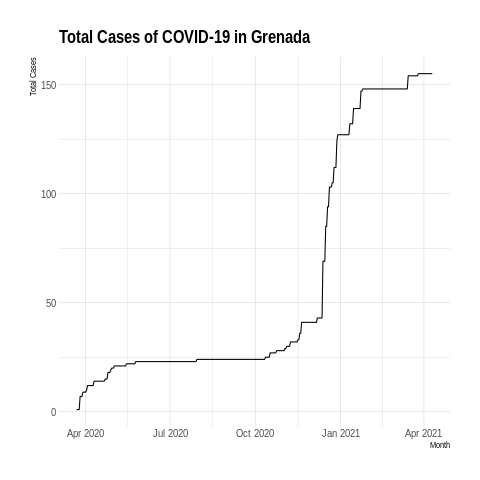 Total Cases of COVID-19 in Grenada
Total Cases
150
100
50
0
Apr 2020 Jul 2020 Oct 2020 Jan 2021 Apr 2021
Month